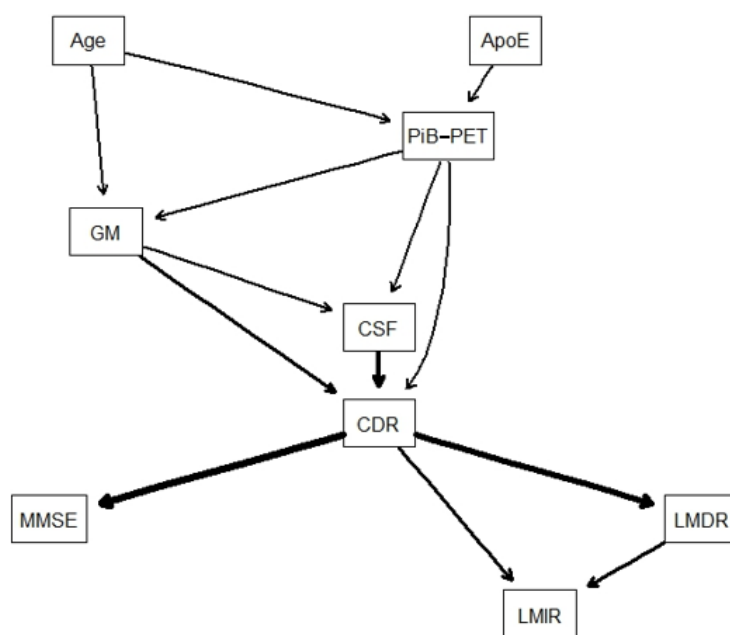 Age
ApoE
PiB–PET
GM
CSF
CDR
MMSE
LMDR
LMIR